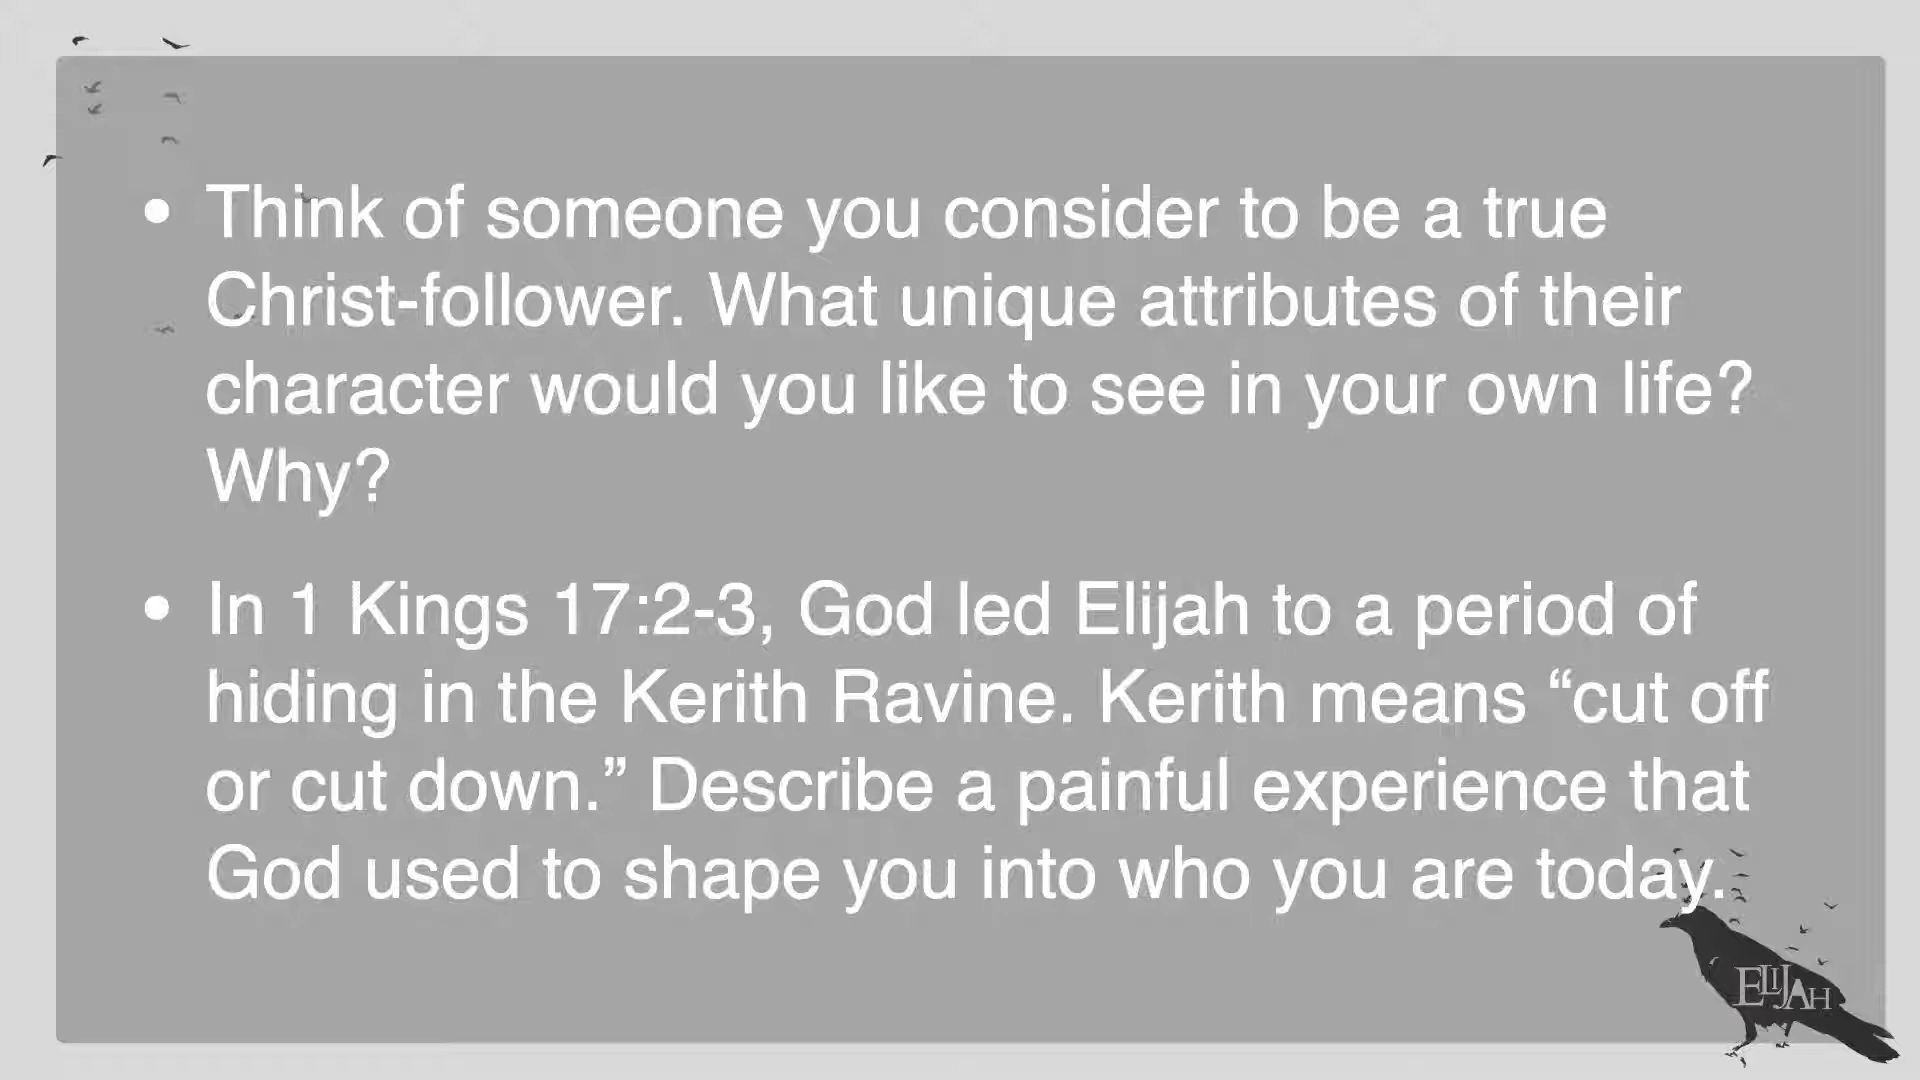 • Think of someone you consider to be a true
Christ-follower. What unique attributes of their
character would you like to see in your own life?
Why?
• In 1 Kings 17:2-3, God led Elijah to a period of
hiding in the Kerith Ravine. Kerith means “cut off
or cut down.” Describe a painful experience that
God used to shape you into who you are today.
ELIJAH